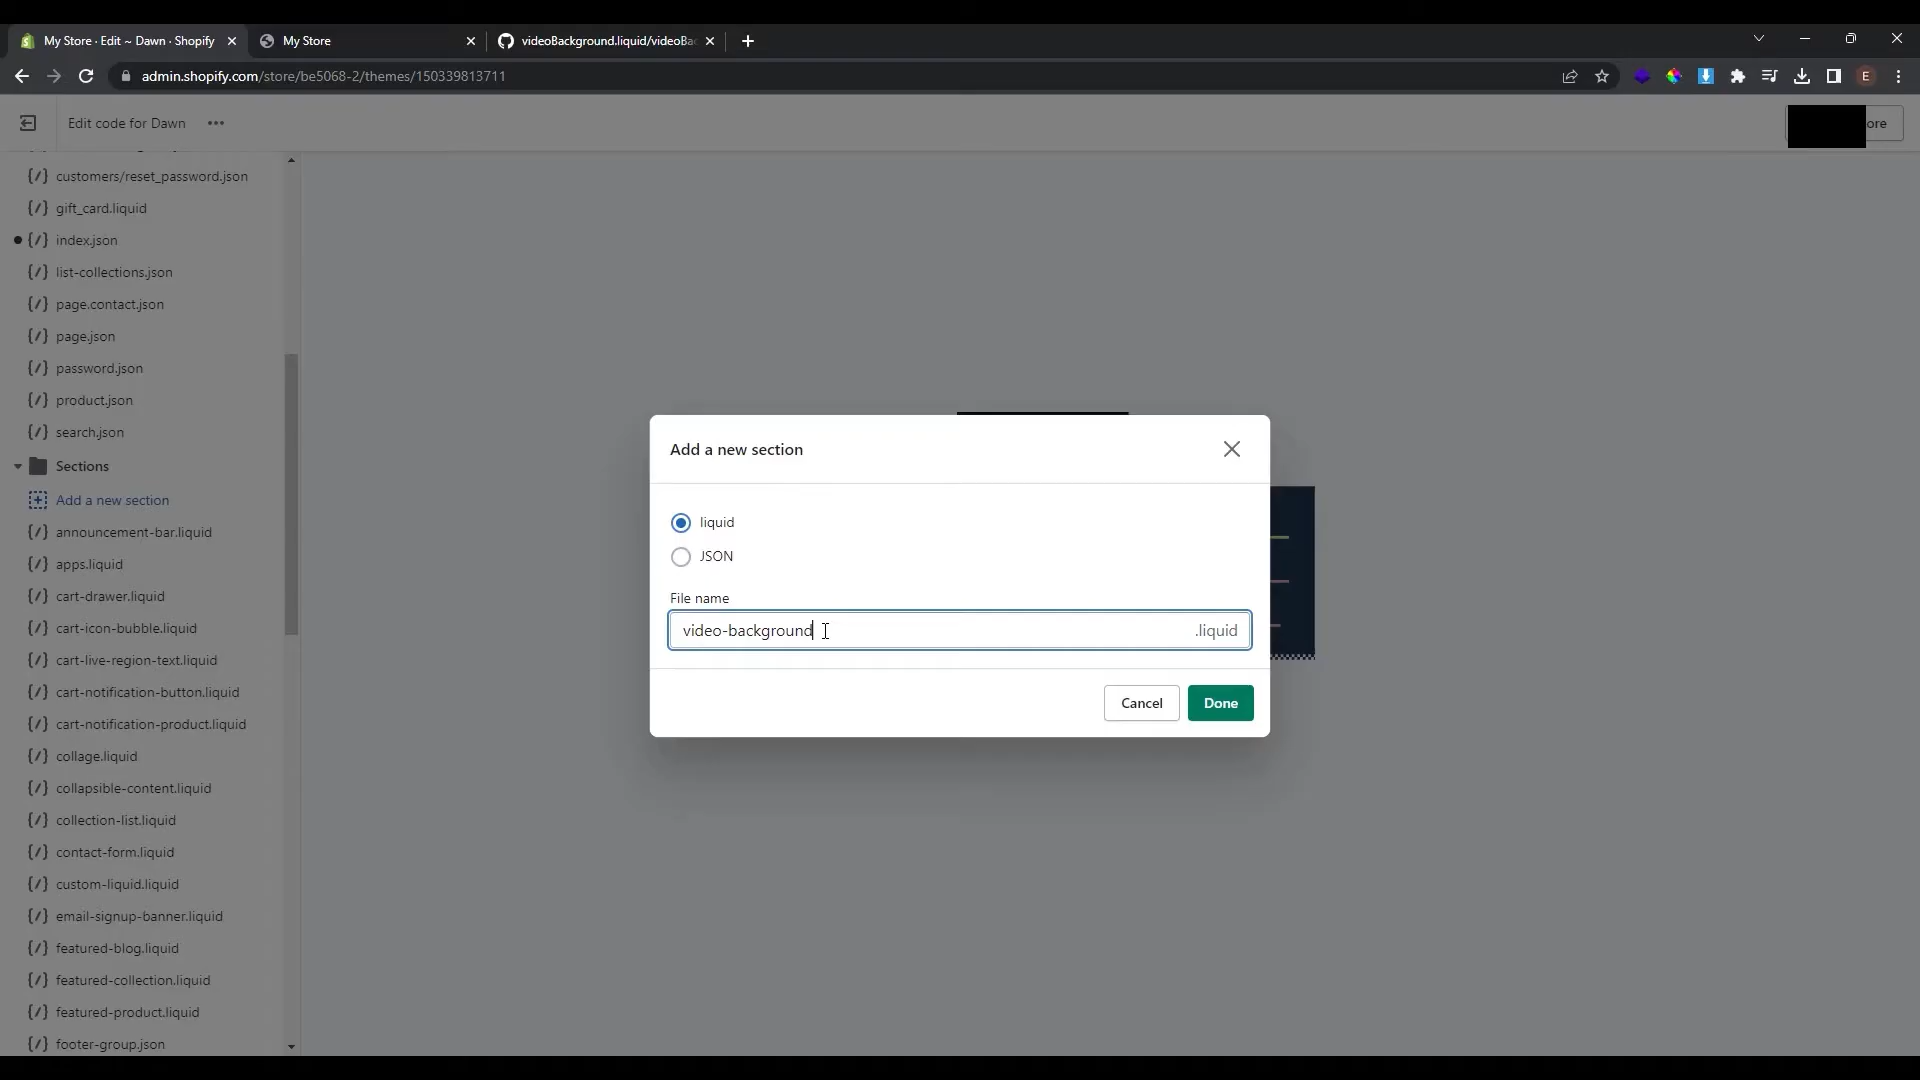 My Store · Edit ~ Dawn · Shopify
My Store
videoBackground.liquid/videoBa
admin.shopify.com/store/be5068-2/themes/150339813711
E
Edit code for Dawn
ore
customers/reset_password.json
gift_card.liquid
index.json
list-collections.json
page.contact.json
page.json
password.json
product.json
search.json
Sections
Add a new section
announcement-bar.liquid
apps.liquid
cart-drawer.liquid
cart-icon-bubble.liquid
cart-live-region-text.liquid
cart-notification-button.liquid
cart-notification-product.liquid
collage.liquid
collapsible-content.liquid
collection-list.liquid
contact-form.liquid
custom-liquid.liquid
email-signup-banner.liquid
featured-blog.liquid
featured-collection.liquid
featured-product.liquid
footer-group.json
Add a new section
liquid
JSON
File name
video-background .liquid
Cancel Done